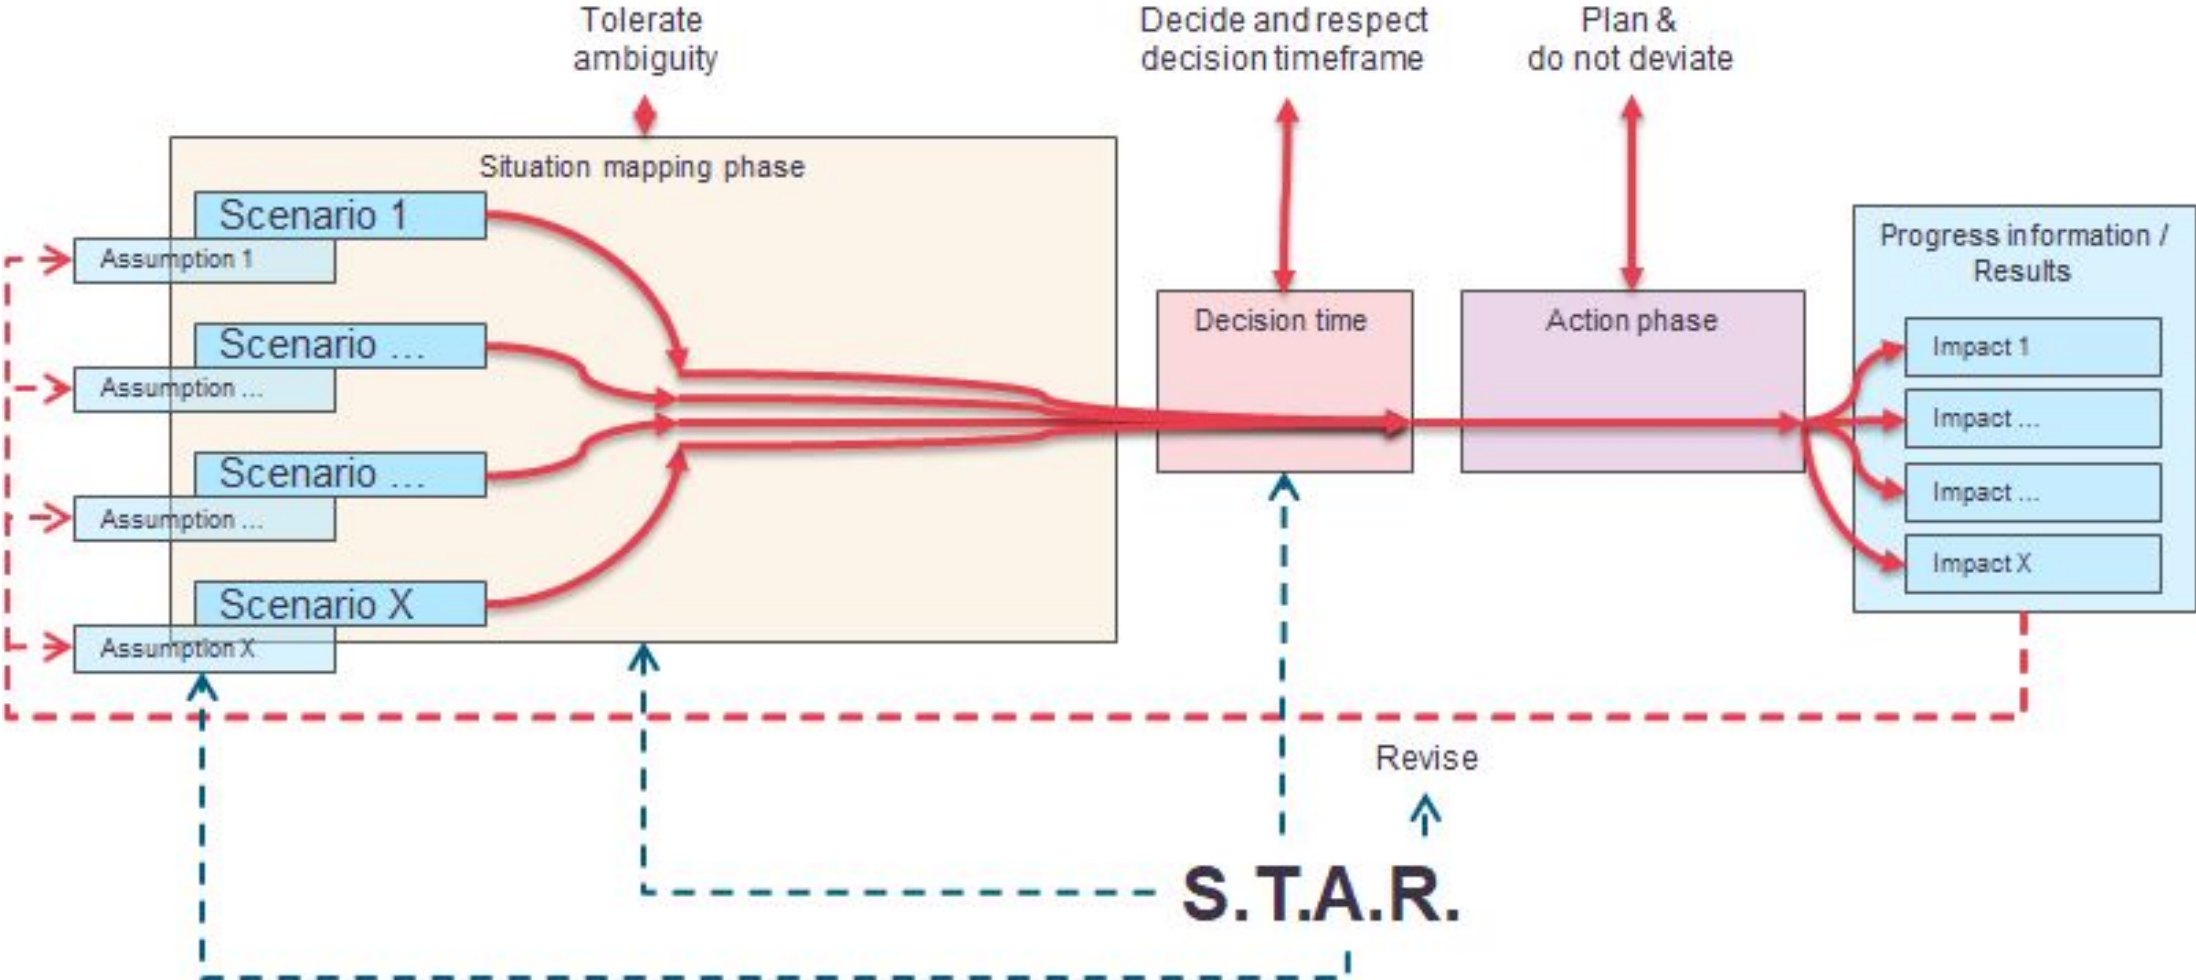 Tolerate
ambiguity
Decide and respect
decision timeframe
Plan &
do not deviate
Situation mapping phase
Scenario 1
Assumption 1
Scenario ...
Assumption ...
Scenario ...
Assumption ...
Scenario X
Assumption X
Decision time
Action phase
Progress information /
Results
Impact 1
Impact ...
Impact ...
Impact X
Revise
S.T.A.R.